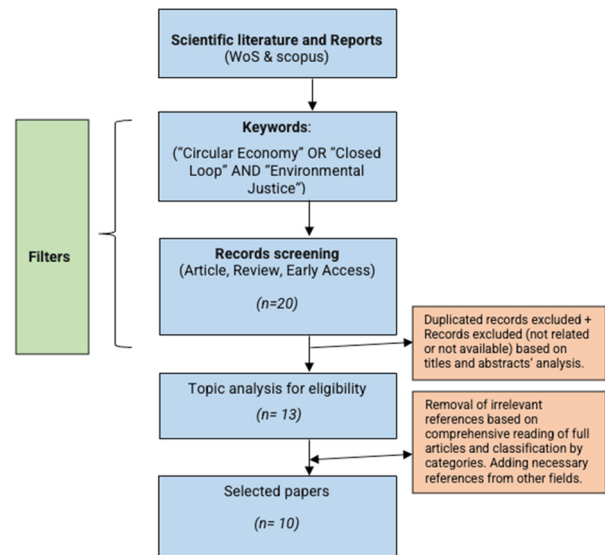 Scientific literature and Reports
(WoS & scopus)
Keywords:
("Circular Economy" OR "Closed
Loop" AND "Environmental
Justice")
Filters
Records screening
(Article, Review, Early Access)
(n=20)
Duplicated records excluded +
Records excluded (not related
or not available) based on
titles and abstracts' analysis.
Topic analysis for eligibility
(n= 13)
Removal of irrelevant
references based on
comprehensive reading of full
articles and classification by
categories. Adding necessary
references from other fields.
Selected papers
(n= 10)